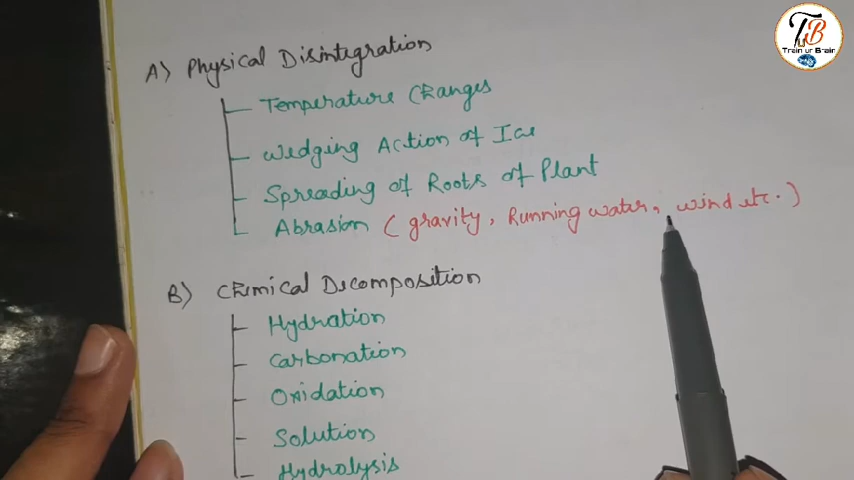 TB
Train ur Brain
A) Physical Disintegration
Temperature Changes
Wedging Action of Ice
Spreading of Roots of Plant
Abrasion (gravity, Running water, wind etc.)
B) Chemical Decomposition
Hydration
Carbonation
Oxidation
Solution
Hydrolysis